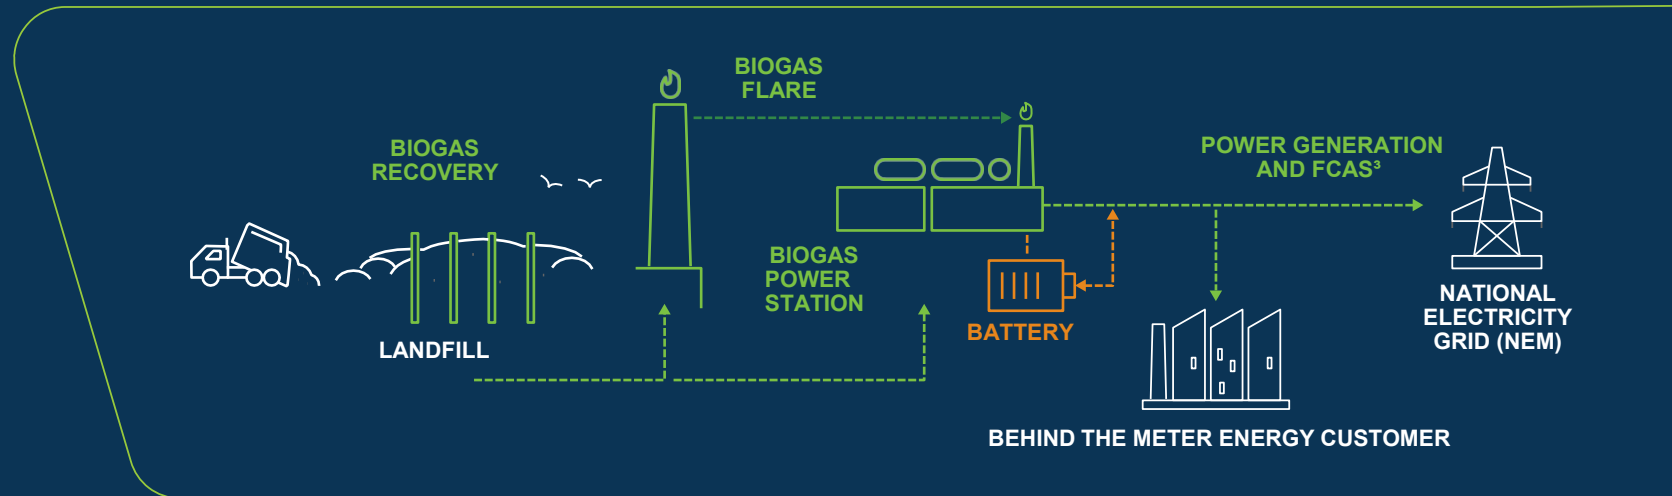 BIOGAS
FLARE
BIOGAS
RECOVERY
POWER GENERATION
AND FCAS³
BIOGAS
POWER
STATION
BATTERY
LANDFILL
NATIONAL
ELECTRICITY
GRID (NEM)
BEHIND THE METER ENERGY CUSTOMER